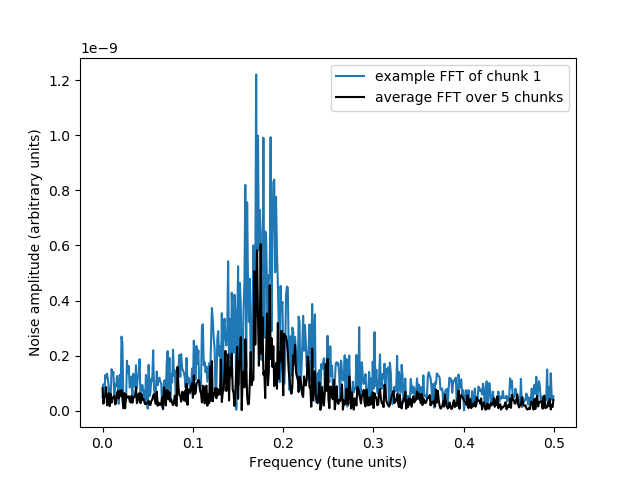 1e−9
example FFT of chunk 1
average FFT over 5 chunks
1.2
1.0
0.8
0.6
0.4
0.2
0.0
Noise amplitude (arbitrary units)
0.0 0.1 0.2 0.3 0.4 0.5
Frequency (tune units)